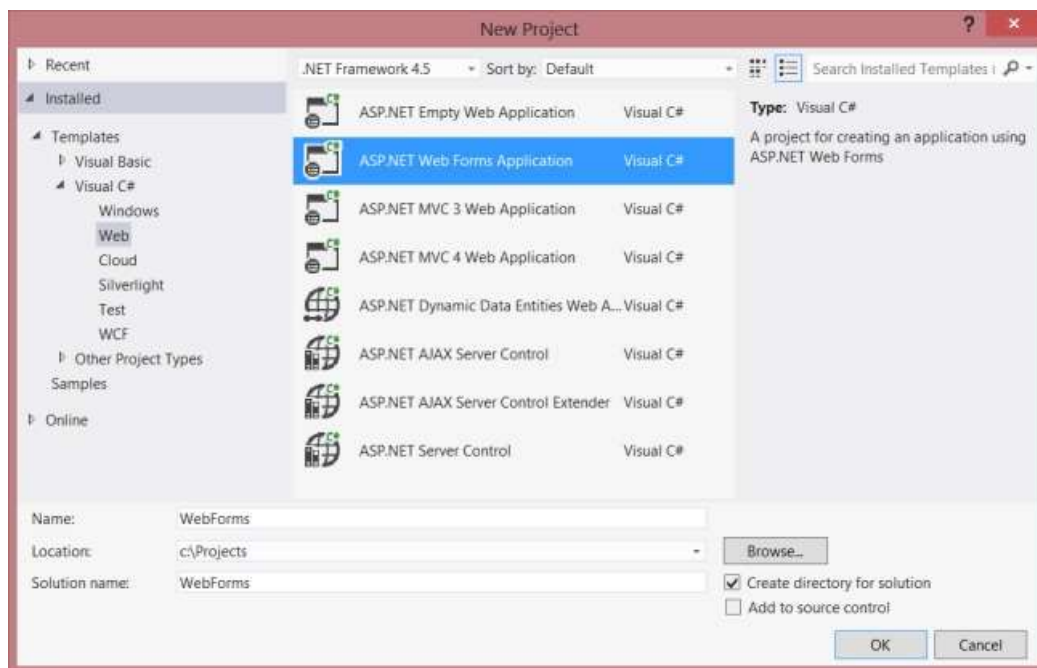 New Project
?
×
Recent
Installed
Templates
Visual Basic
Visual C#
Windows
Web
Cloud
Silverlight
Test
WCF
Other Project Types
Samples
Online
.NET Framework 4.5
Sort by: Default
Search Installed Templates
ASP.NET Empty Web Application Visual C#
ASP.NET Web Forms Application Visual C#
ASP.NET MVC 3 Web Application Visual C#
ASP.NET MVC 4 Web Application Visual C#
ASP.NET Dynamic Data Entities Web A... Visual C#
ASP.NET AJAX Server Control Visual C#
ASP.NET AJAX Server Control Extender Visual C#
ASP.NET Server Control Visual C#
Type: Visual C#
A project for creating an application using
ASP.NET Web Forms
Name: WebForms
Location: c:\Projects
Browse...
Solution name: WebForms
Create directory for solution
Add to source control
OK
Cancel